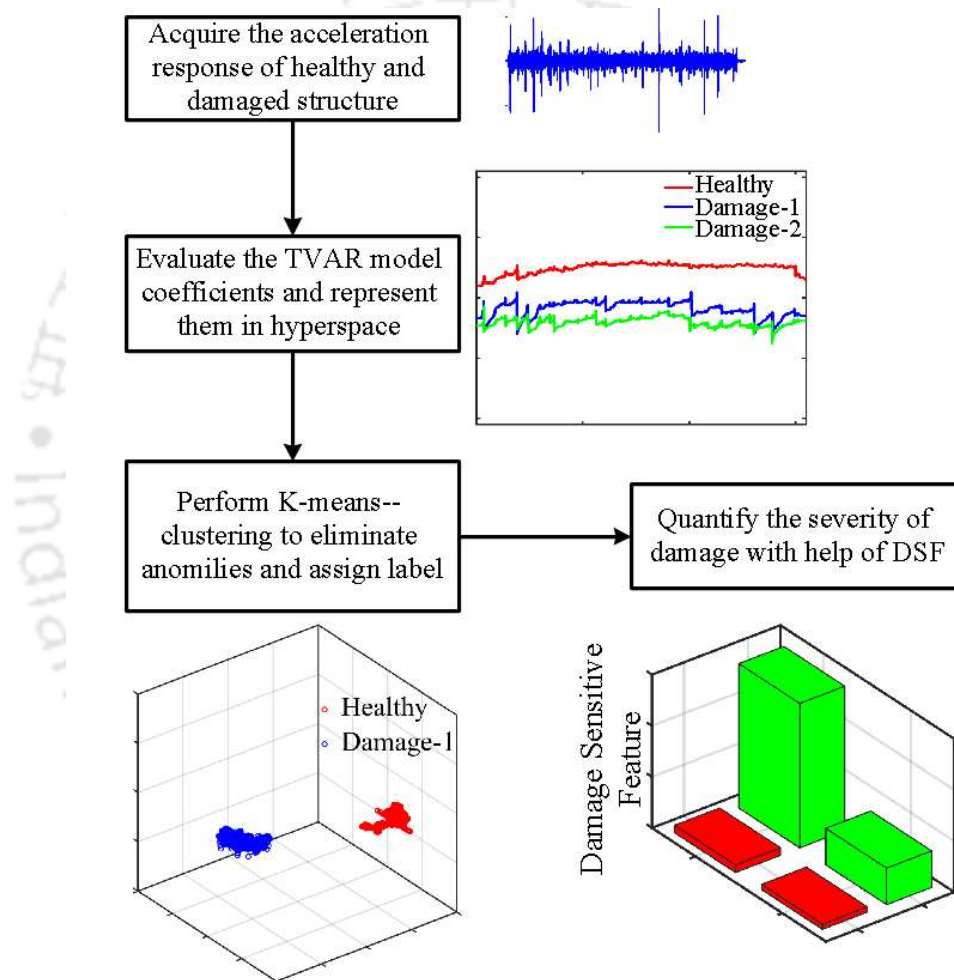 Acquire the acceleration
response of healthy and
damaged structure
Healthy
Damage-1
Damage-2
Evaluate the TVAR model
coefficients and represent
them in hyperspace
Perform K-means--
clustering to eliminate
anomilies and assign label
Quantify the severity of
damage with help of DSF
Healthy
Damage-1
Damage Sensitive
Feature